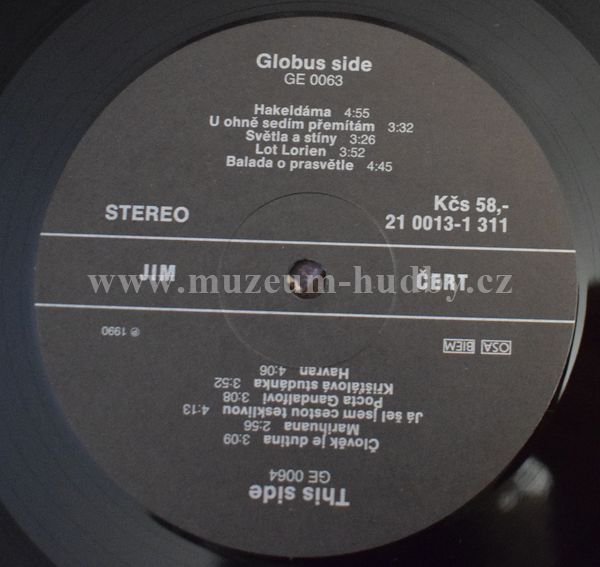 Globus side
GE 0063
Hakeldáma 4:55
U ohně sedím přemítám 3:32
Světla a stíny 3:26
Lot Lorien 3:52
Balada o prasvětle 4:45
STEREO
Kčs 58,-
21 0013-1 311
JIM ČERT
www.muzeum-hudby.cz
℗ 1990
OSA BIEM
This side
GE 0064
Člověk je dutina 3:09
Marihuana 2:56
Já šel jsem cestou tesklivou 4:13
Pocta Gandalfovi 3:08
Křišťálová studánka 3:52
Havran 4:06